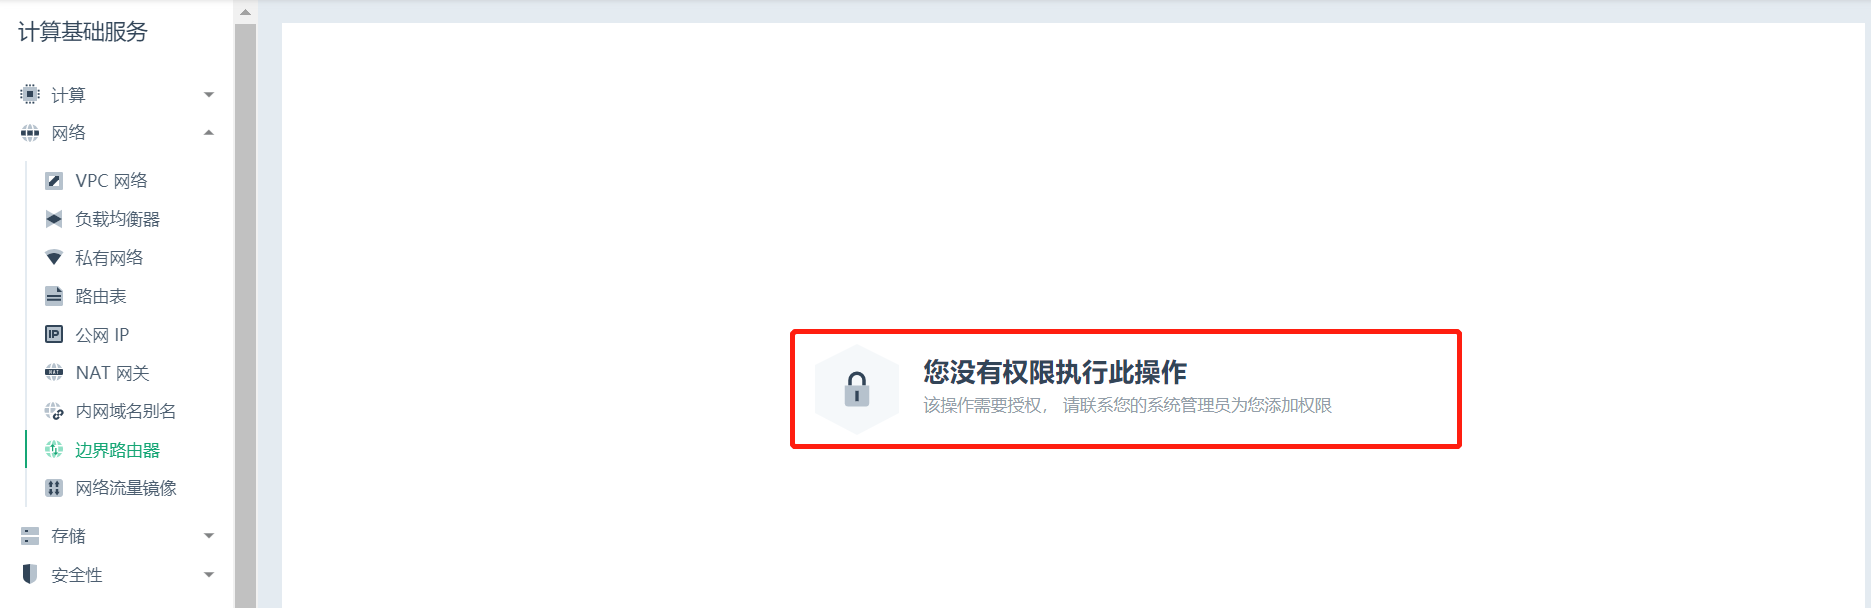 计算基础服务
计算
网络
VPC 网络
负载均衡器
私有网络
路由表
IP 公网 IP
NAT NAT 网关
内网域名别名
边界路由器
网络流量镜像
存储
安全性
您没有权限执行此操作
该操作需要授权， 请联系您的系统管理员为您添加权限